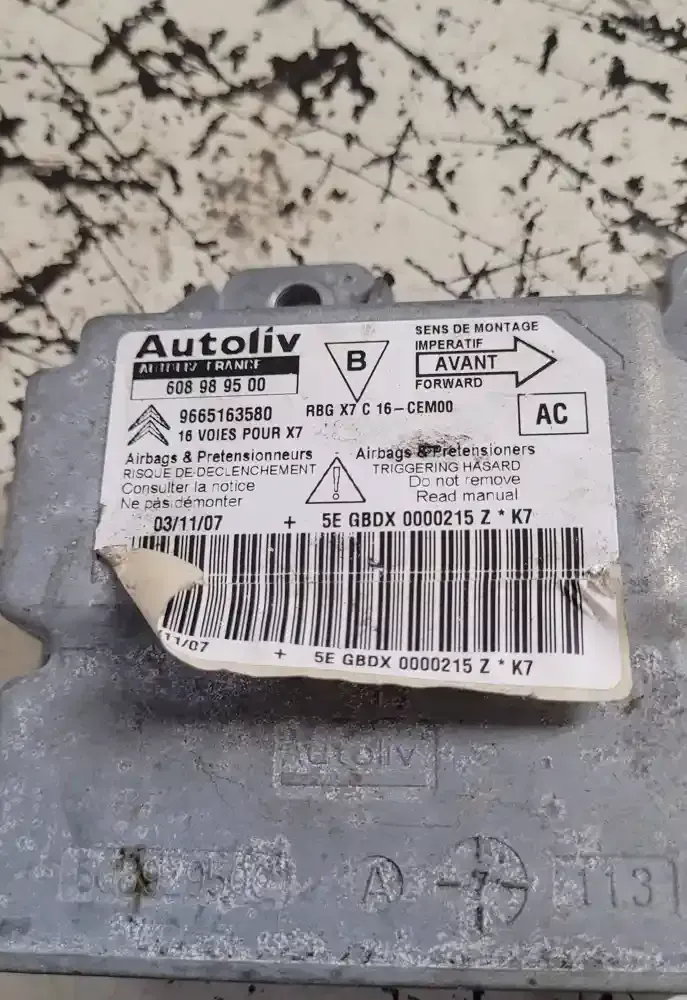 Autoliv
AUTOLIV FRANCE
608 98 95 00
B
SENS DE MONTAGE
IMPERATIF
AVANT
FORWARD
9665163580
16 VOIES POUR X7
RBG X7 C 16-CEM00
AC
Airbags & Pretensionneurs
RISQUE DE DECLENCHEMENT
Consulter la notice
Ne pas démonter
!
Airbags & Pretensioners
TRIGGERING HASARD
Do not remove
Read manual
03/11/07 + 5E GBDX 0000215 Z * K7
11/07 + 5E GBDX 0000215 Z * K7
Autoliv
A
7
11.3